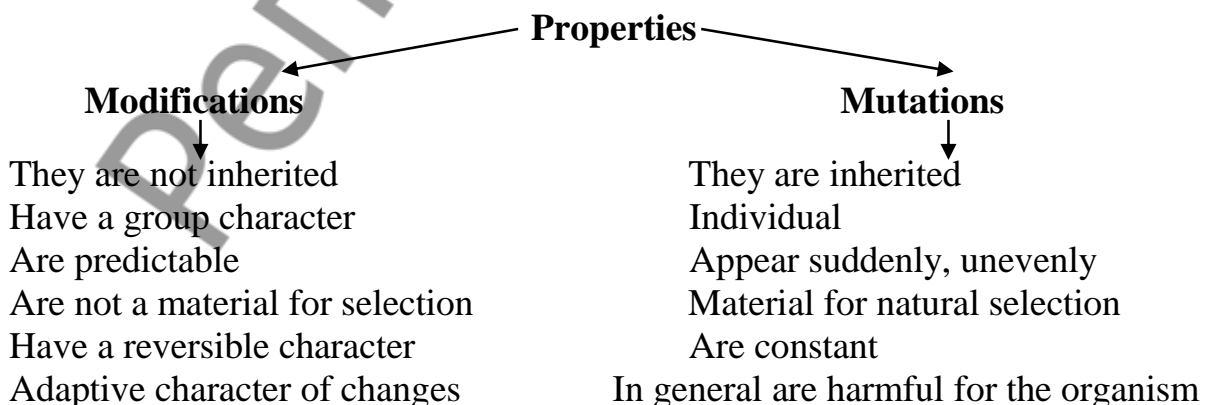 Properties
Modifications Mutations
They are not inherited They are inherited
Have a group character Individual
Are predictable Appear suddenly, unevenly
Are not a material for selection Material for natural selection
Have a reversible character Are constant
Adaptive character of changes In general are harmful for the organism